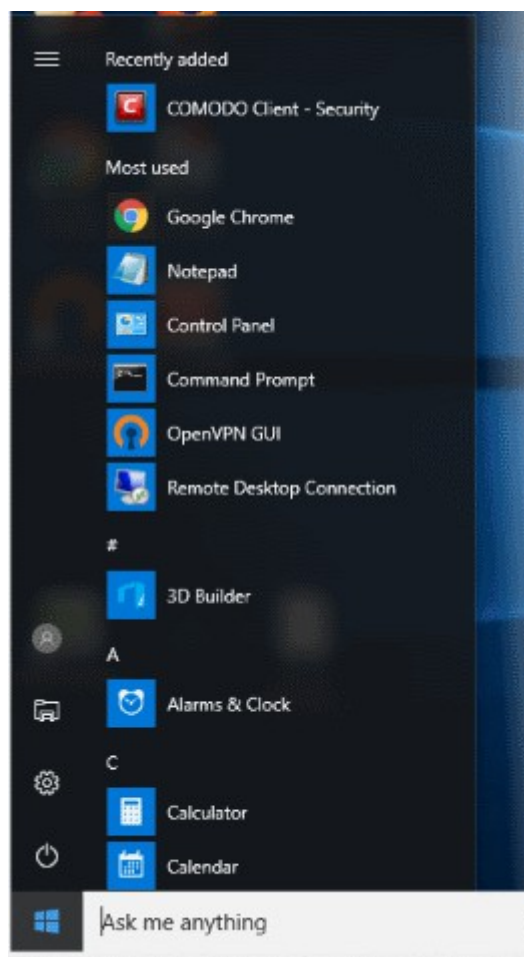 Recently added
COMODO Client - Security
Most used
Google Chrome
Notepad
Control Panel
Command Prompt
OpenVPN GUI
Remote Desktop Connection
#
3D Builder
A
Alarms & Clock
C
Calculator
Calendar
Ask me anything